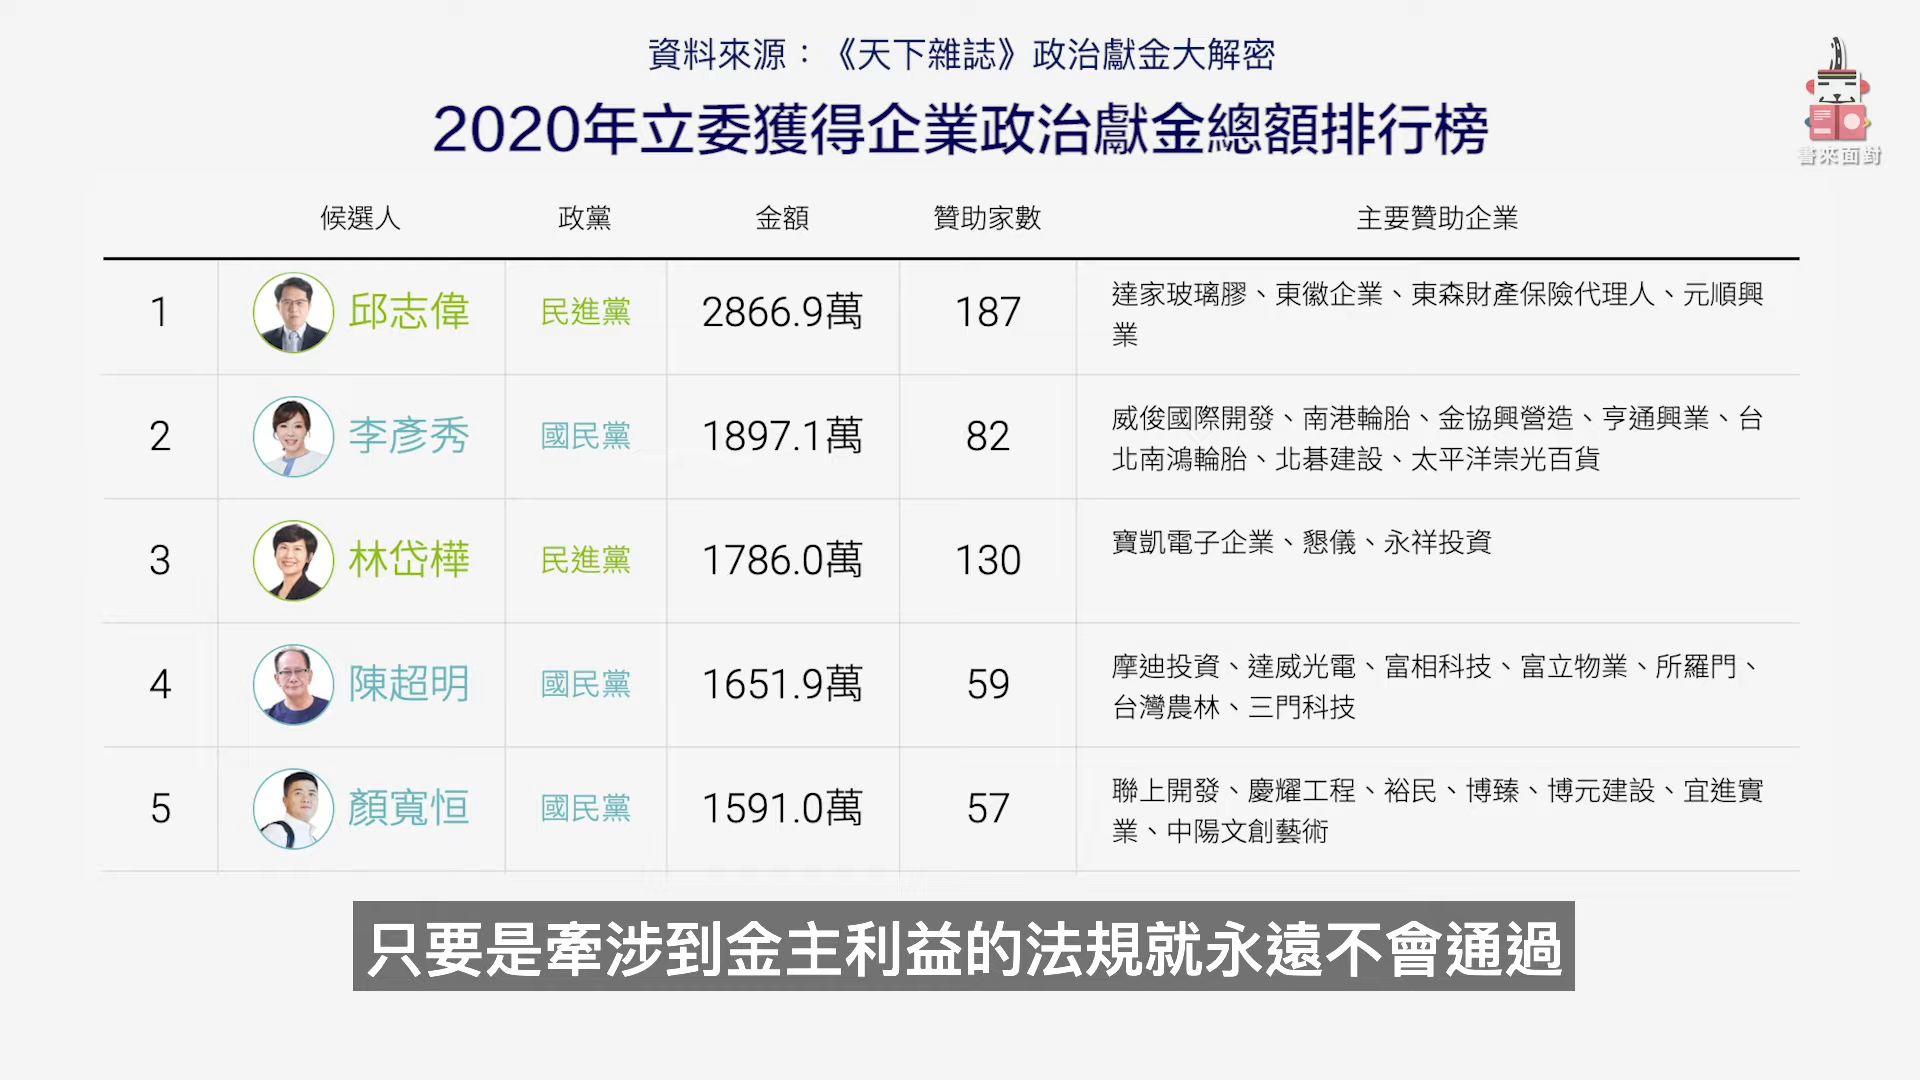 資料來源：《天下雜誌》政治獻金大解密
2020年立委獲得企業政治獻金總額排行榜
書來面對
候選人 政黨 金額 贊助家數 主要贊助企業
1 邱志偉 民進黨 2866.9萬 187 達家玻璃膠、東徽企業、東森財產保險代理人、元順興
業
2 李彥秀 國民黨 1897.1萬 82 威俊國際開發、南港輪胎、金協興營造、亨通興業、台
北南鴻輪胎、北碁建設、太平洋崇光百貨
3 林岱樺 民進黨 1786.0萬 130 寶凱電子企業、懇儀、永祥投資
4 陳超明 國民黨 1651.9萬 59 摩迪投資、達威光電、富相科技、富立物業、所羅門、
台灣農林、三門科技
5 顏寬恒 國民黨 1591.0萬 57 聯上開發、慶耀工程、裕民、博臻、博元建設、宜進實
業、中陽文創藝術
只要是牽涉到金主利益的法規就永遠不會通過